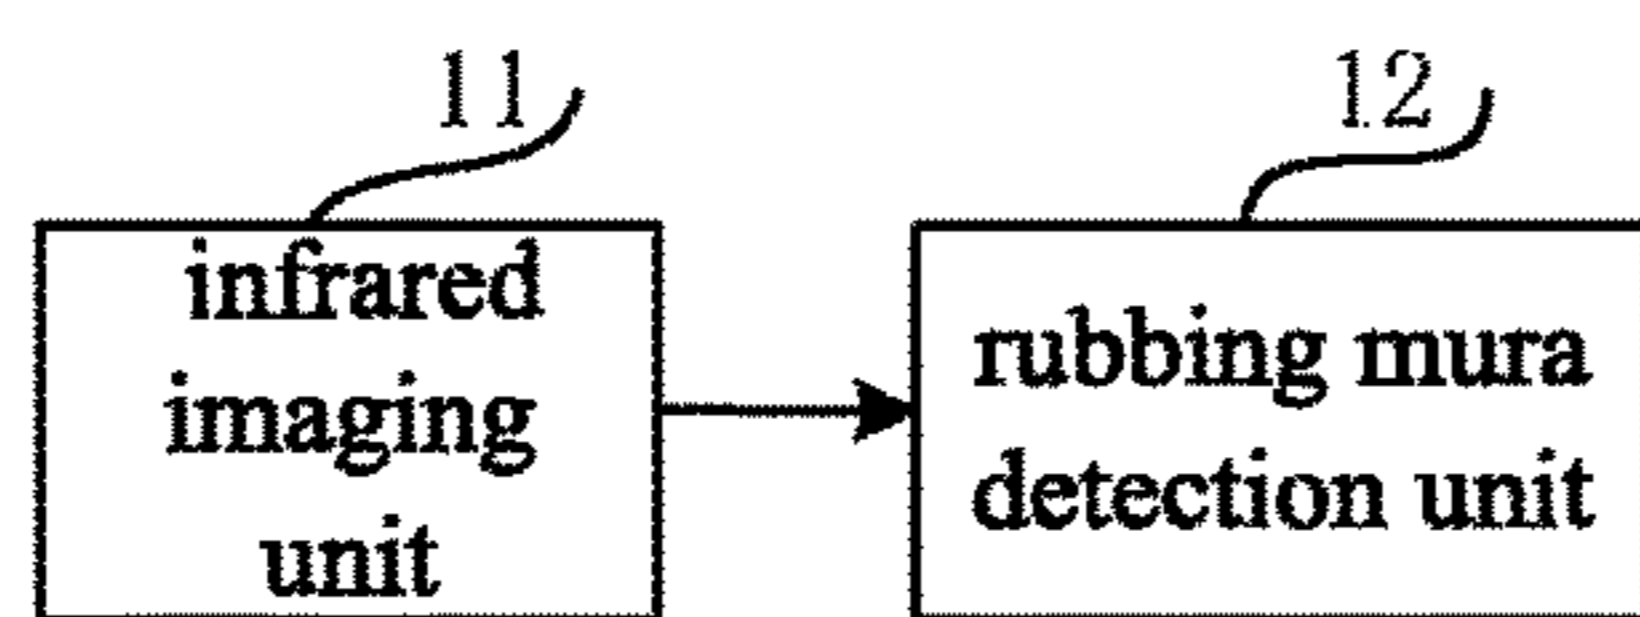 11
12
infrared
imaging
unit
rubbing mura
detection unit